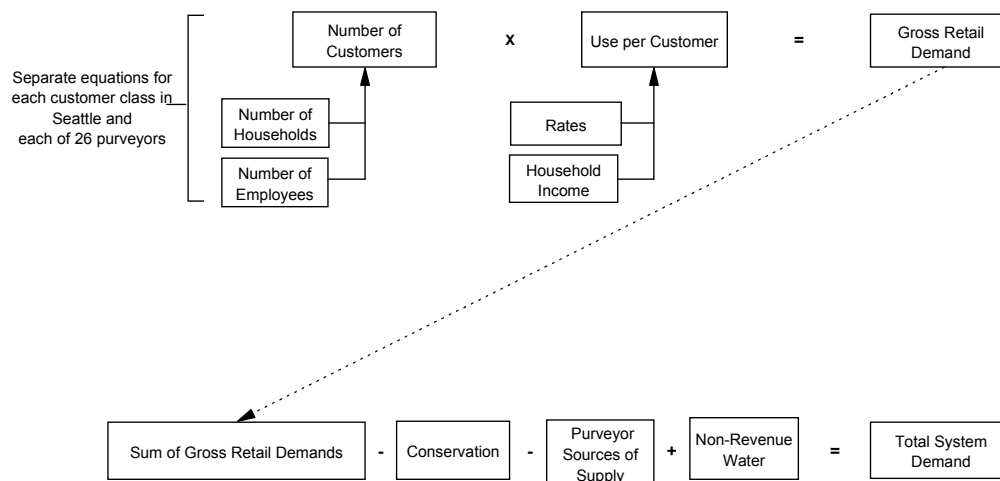 Number of
Customers
X
Use per Customer
=
Gross Retail
Demand
Separate equations for
each customer class in
Seattle and
each of 26 purveyors
Number of
Households
Number of
Employees
Rates
Household
Income
Sum of Gross Retail Demands
-
Conservation
-
Purveyor
Sources of
Supply
+
Non-Revenue
Water
=
Total System
Demand